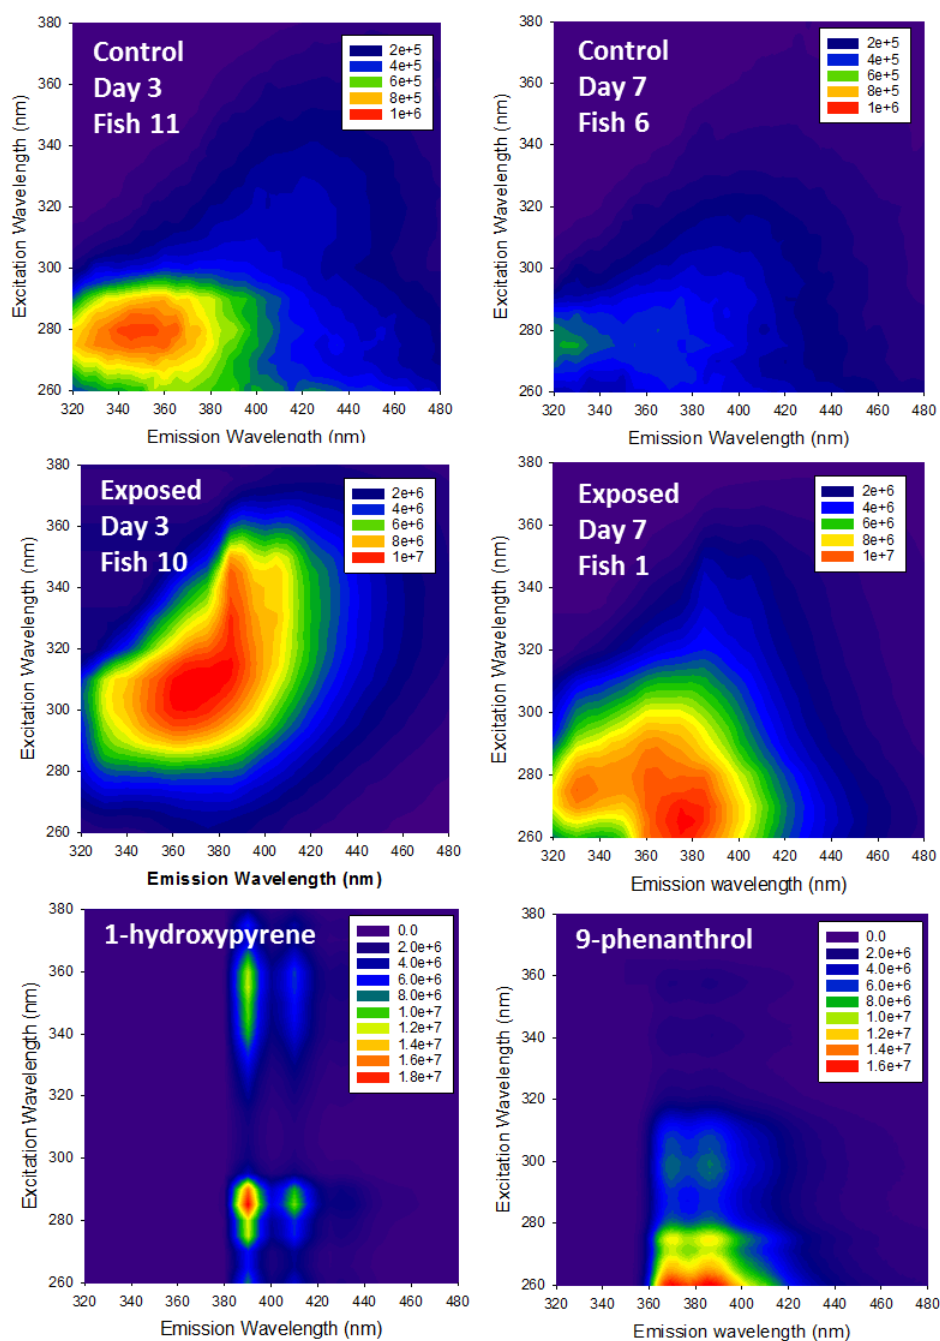 Control
Day 3
Fish 11
2e+5
4e+5
6e+5
8e+5
1e+6
380
360
340
320
300
280
260
Excitation Wavelength (nm)
320 340 360 380 400 420 440 460 480
Emission Wavelength (nm)
Control
Day 7
Fish 6
2e+5
4e+5
6e+5
8e+5
1e+6
380
360
340
320
300
280
260
Excitation Wavelength (nm)
320 340 360 380 400 420 440 460 480
Emission Wavelength (nm)
Exposed
Day 3
Fish 10
2e+6
4e+6
6e+6
8e+6
1e+7
380
360
340
320
300
280
260
Excitation Wavelength (nm)
320 340 360 380 400 420 440 460 480
Emission Wavelength (nm)
Exposed
Day 7
Fish 1
2e+6
4e+6
6e+6
8e+6
1e+7
380
360
340
320
300
280
260
Excitation Wavelength (nm)
320 340 360 380 400 420 440 460 480
Emission wavelength (nm)
1-hydroxypyrene
0.0
2.0e+6
4.0e+6
6.0e+6
8.0e+6
1.0e+7
1.2e+7
1.4e+7
1.6e+7
1.8e+7
380
360
340
320
300
280
260
Excitation Wavelength (nm)
320 340 360 380 400 420 440 460 480
Emission Wavelength (nm)
9-phenanthrol
0.0
2.0e+6
4.0e+6
6.0e+6
8.0e+6
1.0e+7
1.2e+7
1.4e+7
1.6e+7
380
360
340
320
300
280
260
Excitation Wavelength (nm)
320 340 360 380 400 420 440 460 480
Emission wavelength (nm)